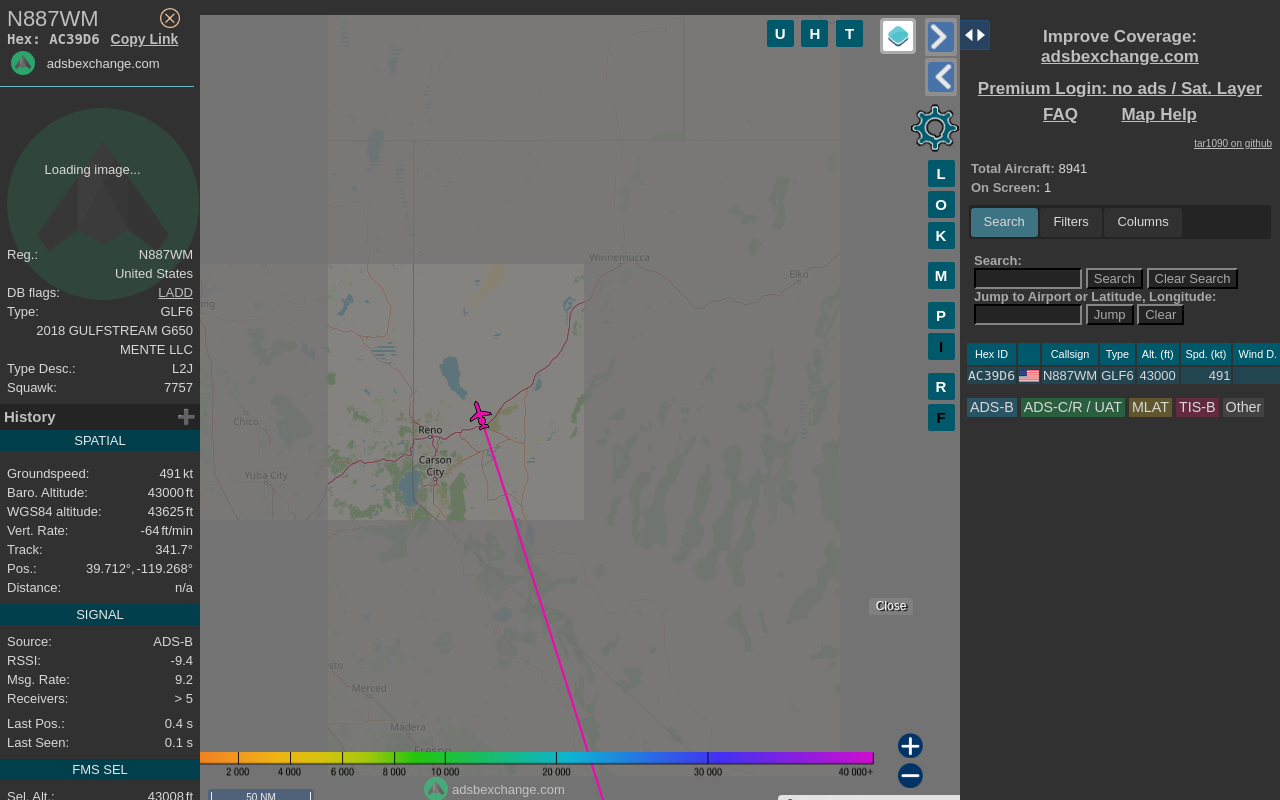 N887WM
Hex: AC39D6 Copy Link
adsbexchange.com
Loading image...
Reg.: N887WM
United States
DB flags: LADD
Type: GLF6
2018 GULFSTREAM G650
MENTE LLC
Type Desc.: L2J
Squawk: 7757
History
SPATIAL
Groundspeed: 491 kt
Baro. Altitude: 43000 ft
WGS84 altitude: 43625 ft
Vert. Rate: -64 ft/min
Track: 341.7°
Pos.: 39.712°, -119.268°
Distance: n/a
SIGNAL
Source: ADS-B
RSSI: -9.4
Msg. Rate: 9.2
Receivers: > 5
Last Pos.: 0.4 s
Last Seen: 0.1 s
FMS SEL
Sel. Alt.: 43008 ft
U H T
L
O
K
M
P
I
R
F
Winnemucca
Elko
ing
Chico
Reno
Carson
City
Yuba City
Close
sto
Merced
Madera
Fresno
2 000 4 000 6 000 8 000 10 000 20 000 30 000 40 000+
adsbexchange.com
50 NM
Improve Coverage:
adsbexchange.com
Premium Login: no ads / Sat. Layer
FAQ Map Help
tar1090 on github
Total Aircraft: 8941
On Screen: 1
Search Filters Columns
Search:
Search Clear Search
Jump to Airport or Latitude, Longitude:
Jump Clear
Hex ID Callsign Type Alt. (ft) Spd. (kt) Wind D.
AC39D6 N887WM GLF6 43000 491
ADS-B ADS-C/R / UAT MLAT TIS-B Other